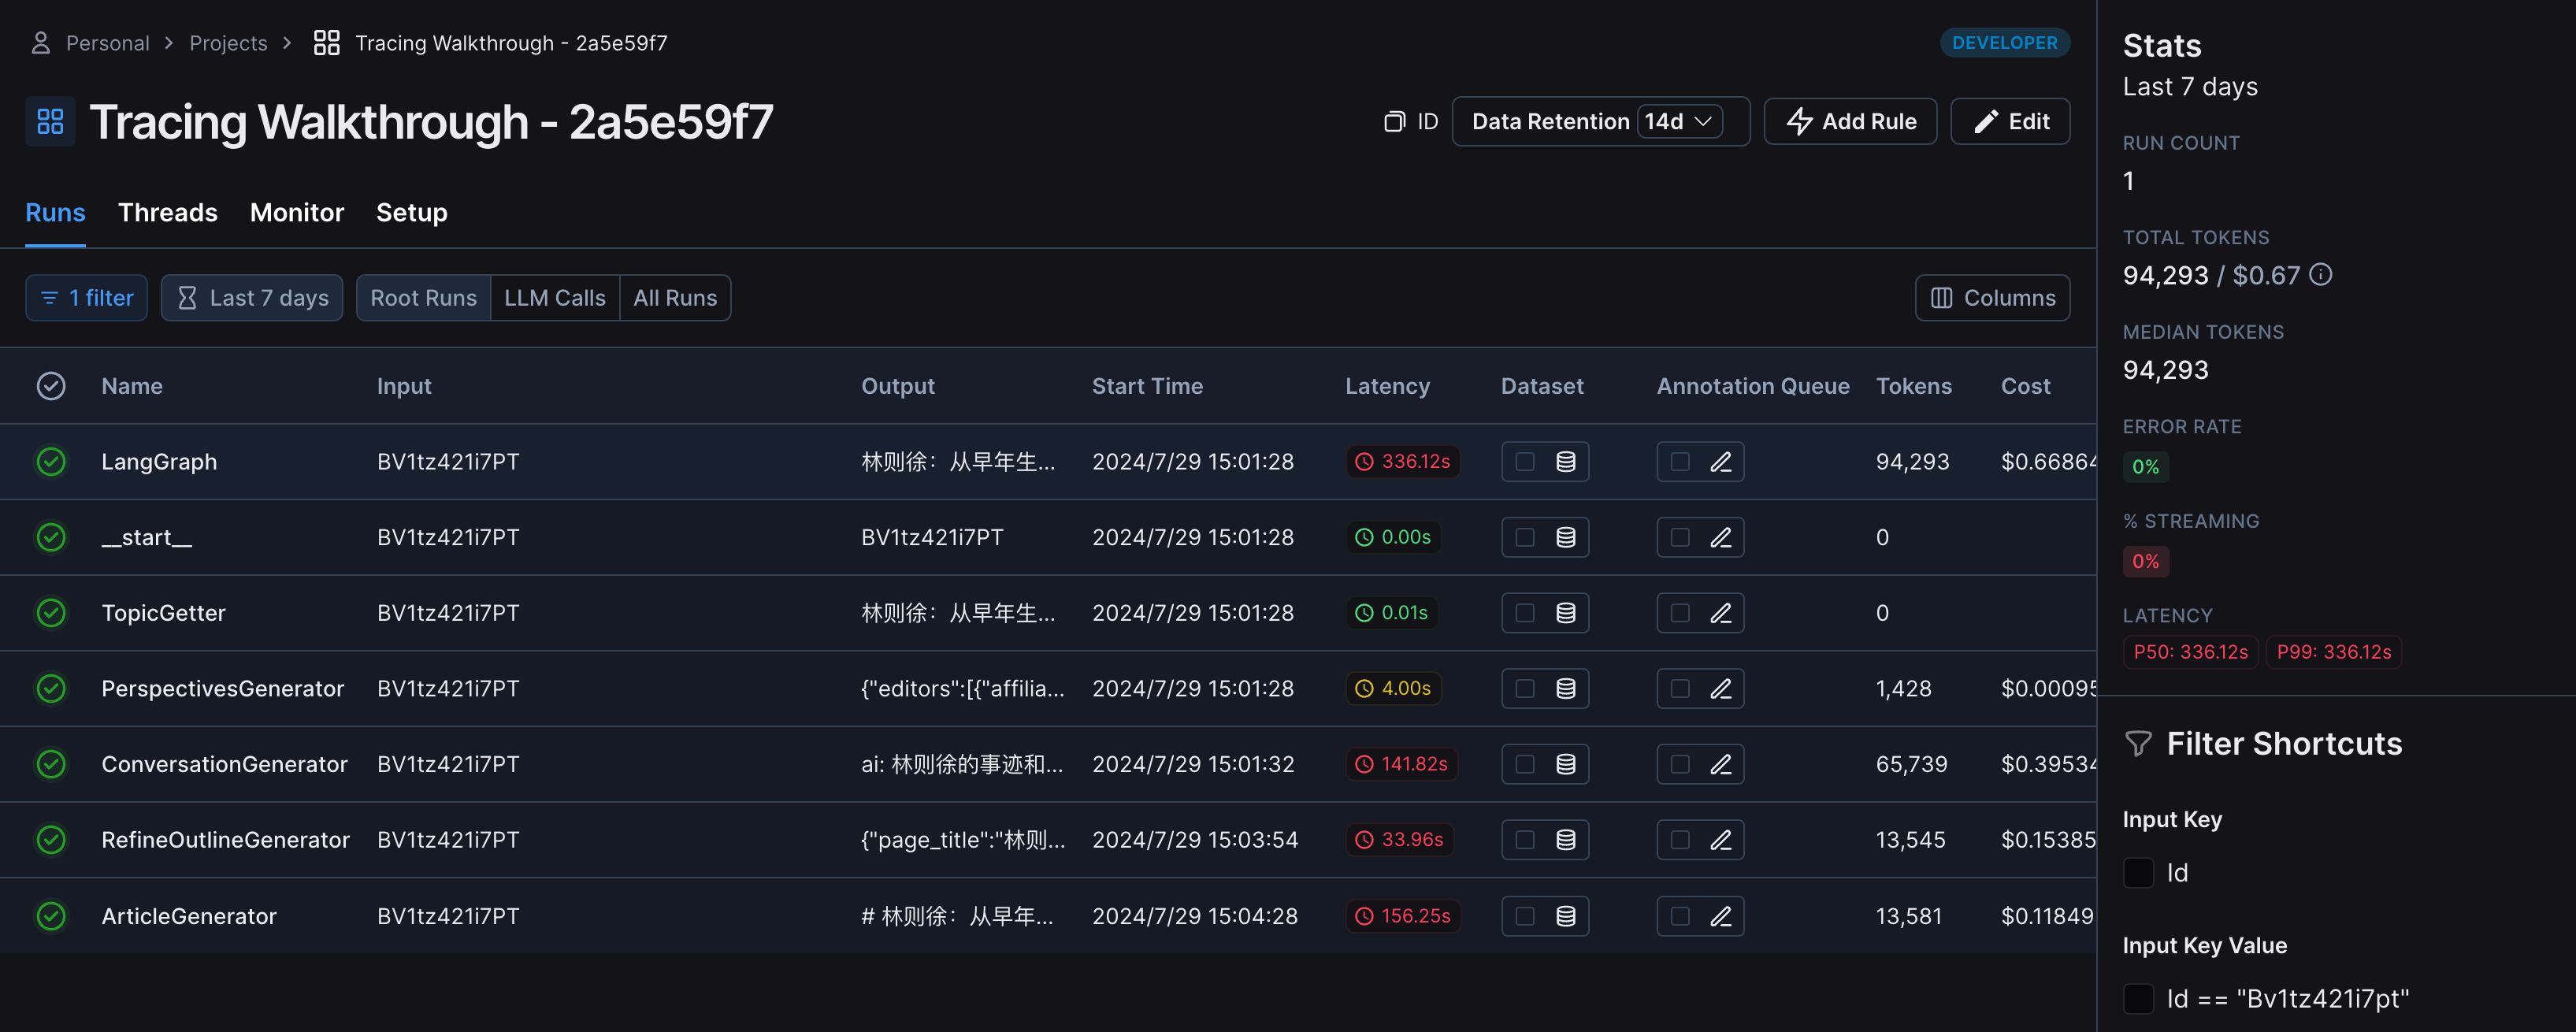 Personal > Projects > Tracing Walkthrough - 2a5e59f7
DEVELOPER
Tracing Walkthrough - 2a5e59f7
ID
Data Retention 14d
Add Rule
Edit
Runs Threads Monitor Setup
1 filter
Last 7 days
Root Runs LLM Calls All Runs
Columns
Name Input Output Start Time Latency Dataset Annotation Queue Tokens Cost
LangGraph BV1tz421i7PT 林则徐：从早年生... 2024/7/29 15:01:28 336.12s 94,293 $0.66864
__start__ BV1tz421i7PT BV1tz421i7PT 2024/7/29 15:01:28 0.00s 0
TopicGetter BV1tz421i7PT 林则徐：从早年生... 2024/7/29 15:01:28 0.01s 0
PerspectivesGenerator BV1tz421i7PT {"editors":[{"affilia... 2024/7/29 15:01:28 4.00s 1,428 $0.00095
ConversationGenerator BV1tz421i7PT ai: 林则徐的事迹和... 2024/7/29 15:01:32 141.82s 65,739 $0.39534
RefineOutlineGenerator BV1tz421i7PT {"page_title":"林则... 2024/7/29 15:03:54 33.96s 13,545 $0.15385
ArticleGenerator BV1tz421i7PT # 林则徐：从早年... 2024/7/29 15:04:28 156.25s 13,581 $0.11849
Stats
Last 7 days
RUN COUNT
1
TOTAL TOKENS
94,293 / $0.67
MEDIAN TOKENS
94,293
ERROR RATE
0%
% STREAMING
0%
LATENCY
P50: 336.12s P99: 336.12s
Filter Shortcuts
Input Key
Id
Input Key Value
Id == "Bv1tz421i7pt"